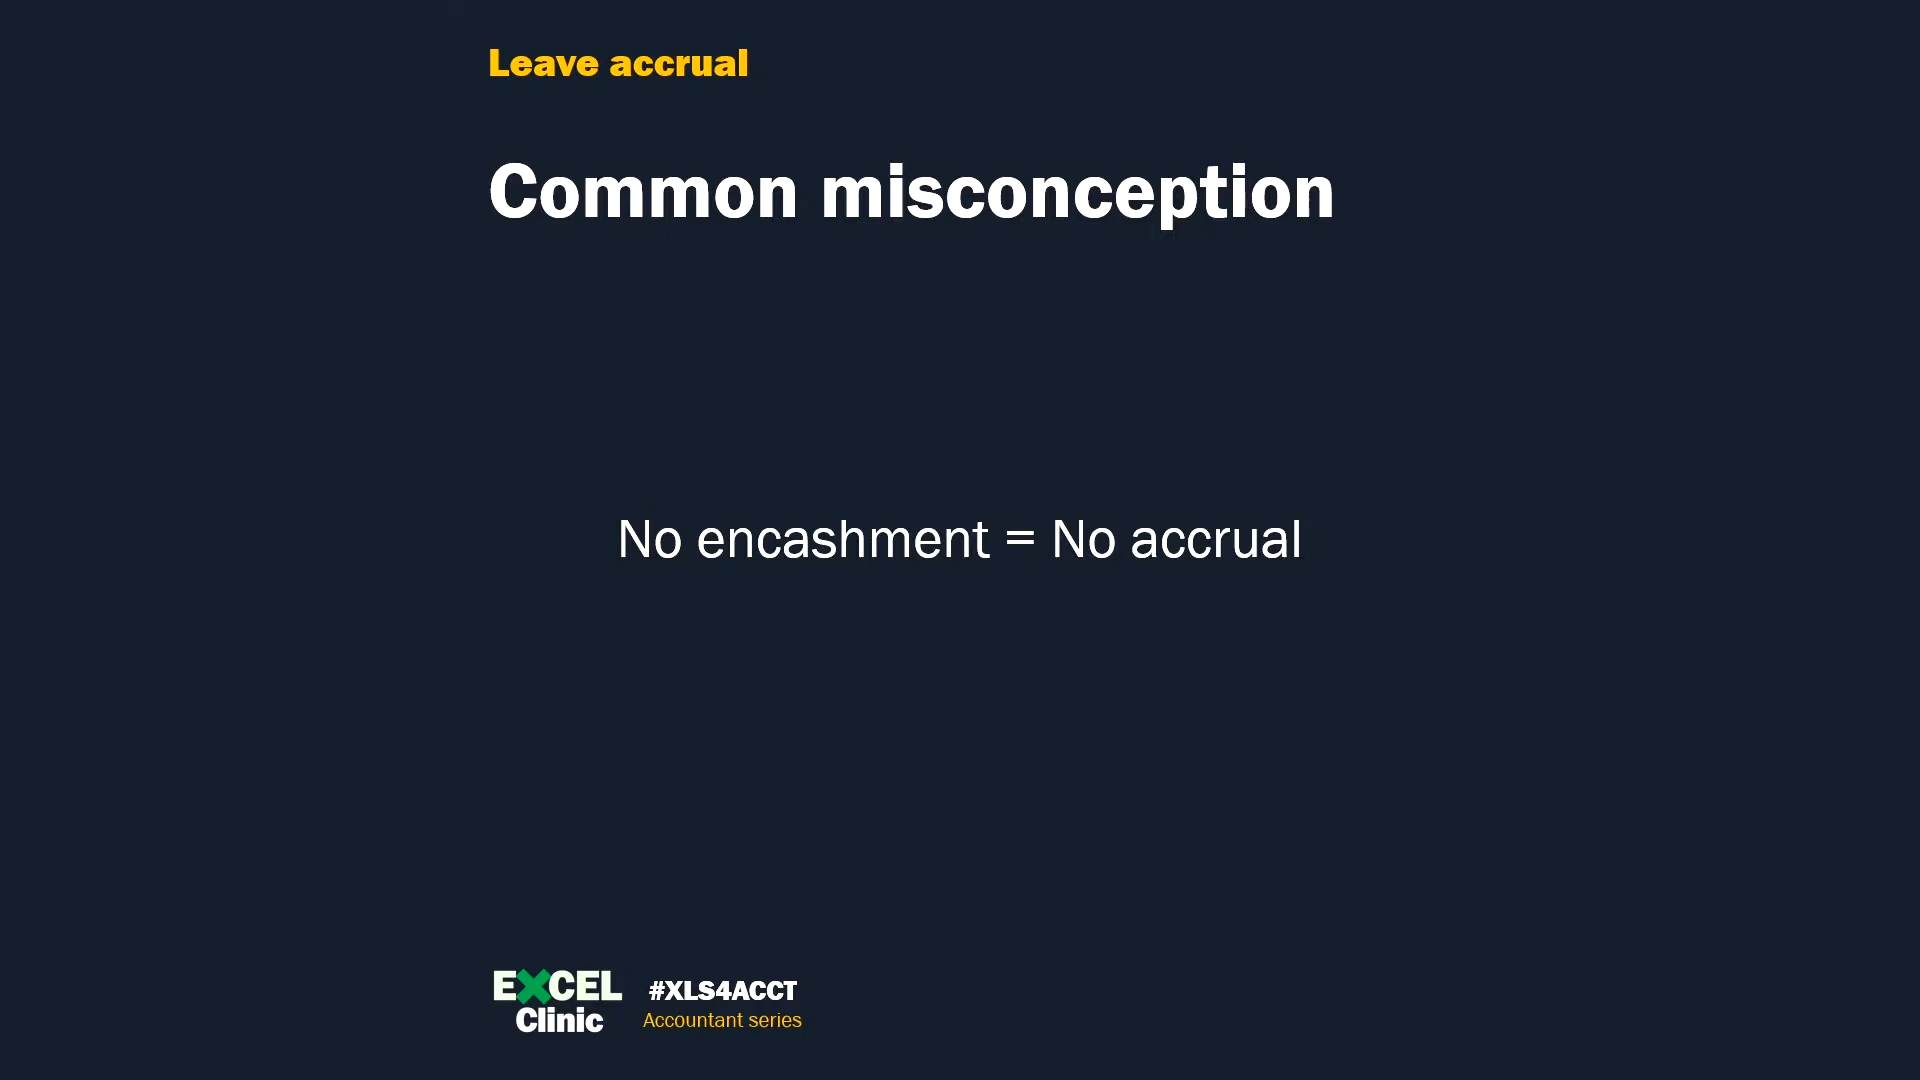 Leave accrual
Common misconception
No encashment = No accrual
EXCEL
Clinic
#XLS4ACCT
Accountant series